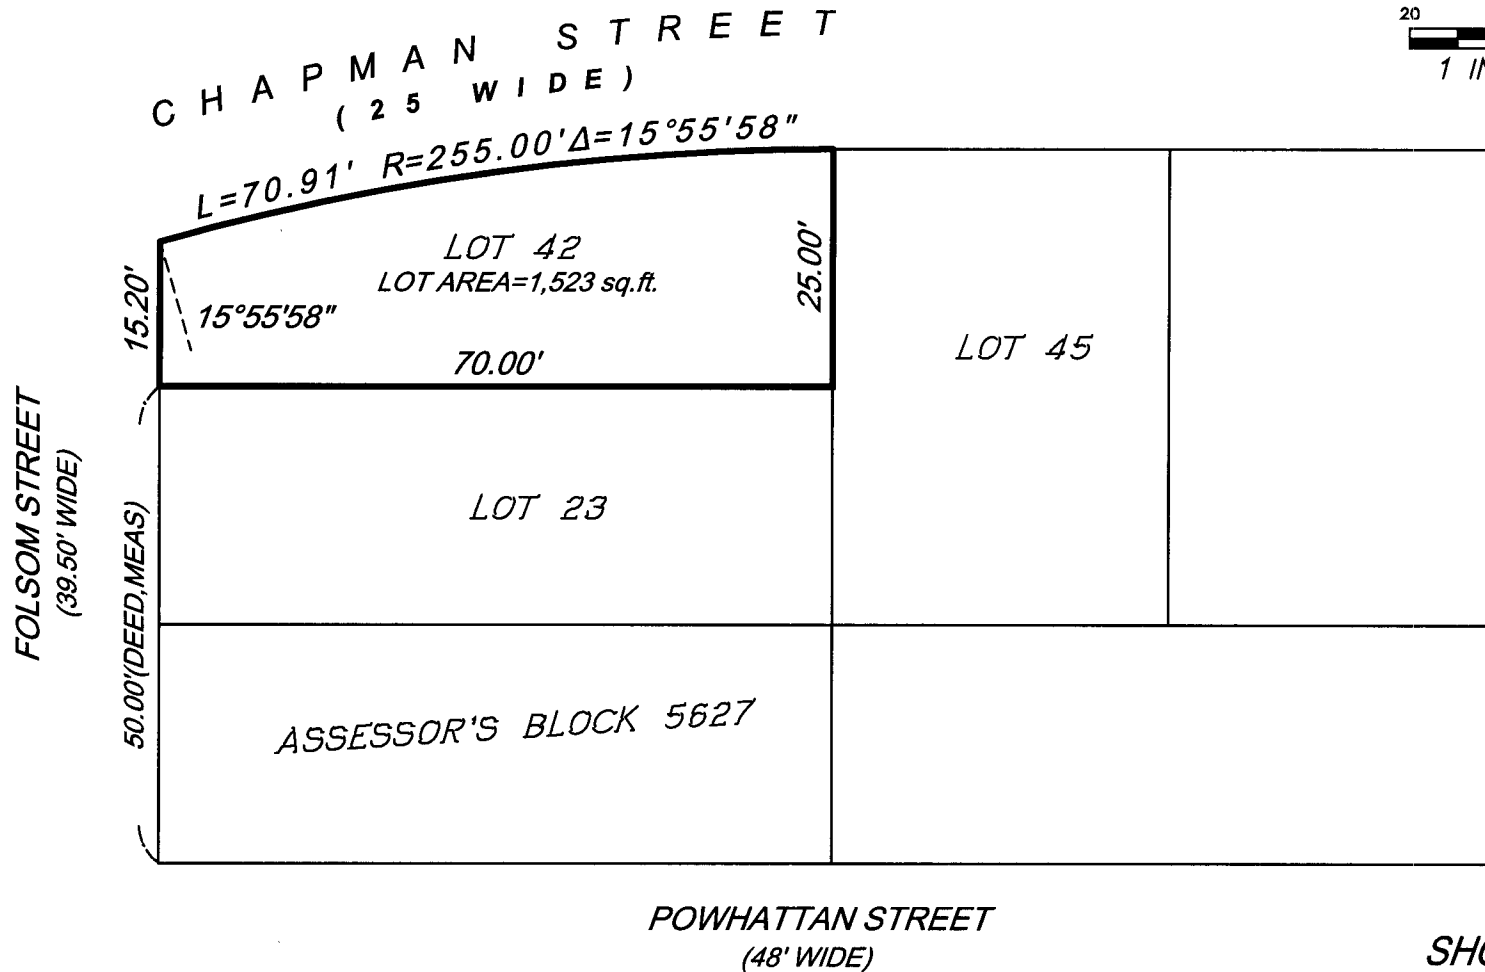 CHAPMAN STREET
(25 WIDE)
L=70.91' R=255.00' Δ=15°55'58"
20
1 IN
LOT 42
LOT AREA=1,523 sq.ft.
15.20'
15°55'58"
25.00'
70.00'
LOT 45
FOLSOM STREET
(39.50' WIDE)
50.00'(DEED,MEAS)
LOT 23
ASSESSOR'S BLOCK 5627
POWHATTAN STREET
(48' WIDE)